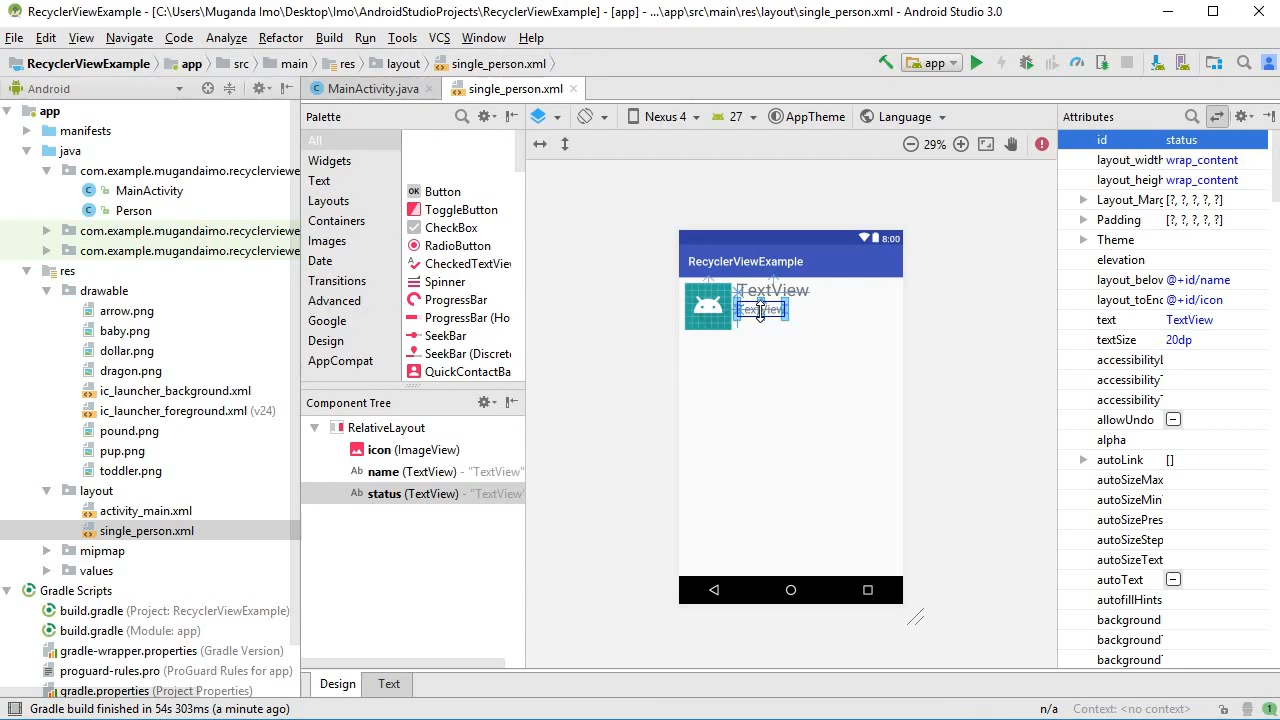 RecyclerViewExample - [C:\Users\Muganda Imo\Desktop\Imo\AndroidStudioProjects\RecyclerViewExample] - [app] - ...\app\src\main\res\layout\single_person.xml - Android Studio 3.0
File Edit View Navigate Code Analyze Refactor Build Run Tools VCS Window Help
RecyclerViewExample app src main res layout single_person.xml app
Android
MainActivity.java single_person.xml
app
manifests
java
com.example.mugandaimo.recyclerviewe
MainActivity
Person
com.example.mugandaimo.recyclerviewe
com.example.mugandaimo.recyclerviewe
res
drawable
arrow.png
baby.png
dollar.png
dragon.png
ic_launcher_background.xml
ic_launcher_foreground.xml (v24)
pound.png
pup.png
toddler.png
layout
activity_main.xml
single_person.xml
mipmap
values
Gradle Scripts
build.gradle (Project: RecyclerViewExample)
build.gradle (Module: app)
gradle-wrapper.properties (Gradle Version)
proguard-rules.pro (ProGuard Rules for app)
gradle.properties (Project Properties)
Palette
All
Widgets
Text
Layouts
Containers
Images
Date
Transitions
Advanced
Google
Design
AppCompat
OK Button
ToggleButton
CheckBox
RadioButton
CheckedTextVi
Spinner
ProgressBar
ProgressBar (Ho
SeekBar
SeekBar (Discret
QuickContactBa
Component Tree
RelativeLayout
icon (ImageView)
Ab name (TextView) - "TextView"
Ab status (TextView) - "TextView"
Nexus 4 27 AppTheme Language
29%
8:00
RecyclerViewExample
TextView
TextView
Design Text
Attributes
id status
layout_width wrap_content
layout_heigh wrap_content
Layout_Marg [?, ?, ?, ?, ?]
Padding [?, ?, ?, ?, ?]
Theme
elevation
layout_below @+id/name
layout_toEnc @+id/icon
text TextView
textSize 20dp
accessibilityL
accessibility
accessibility
allowUndo
alpha
autoLink []
autoSizeMax
autoSizeMin
autoSizePres
autoSizeStep
autoSizeText
autoText
autofillHints
background
background
background
Gradle build finished in 54s 303ms (a minute ago) n/a Context: <no context> 1